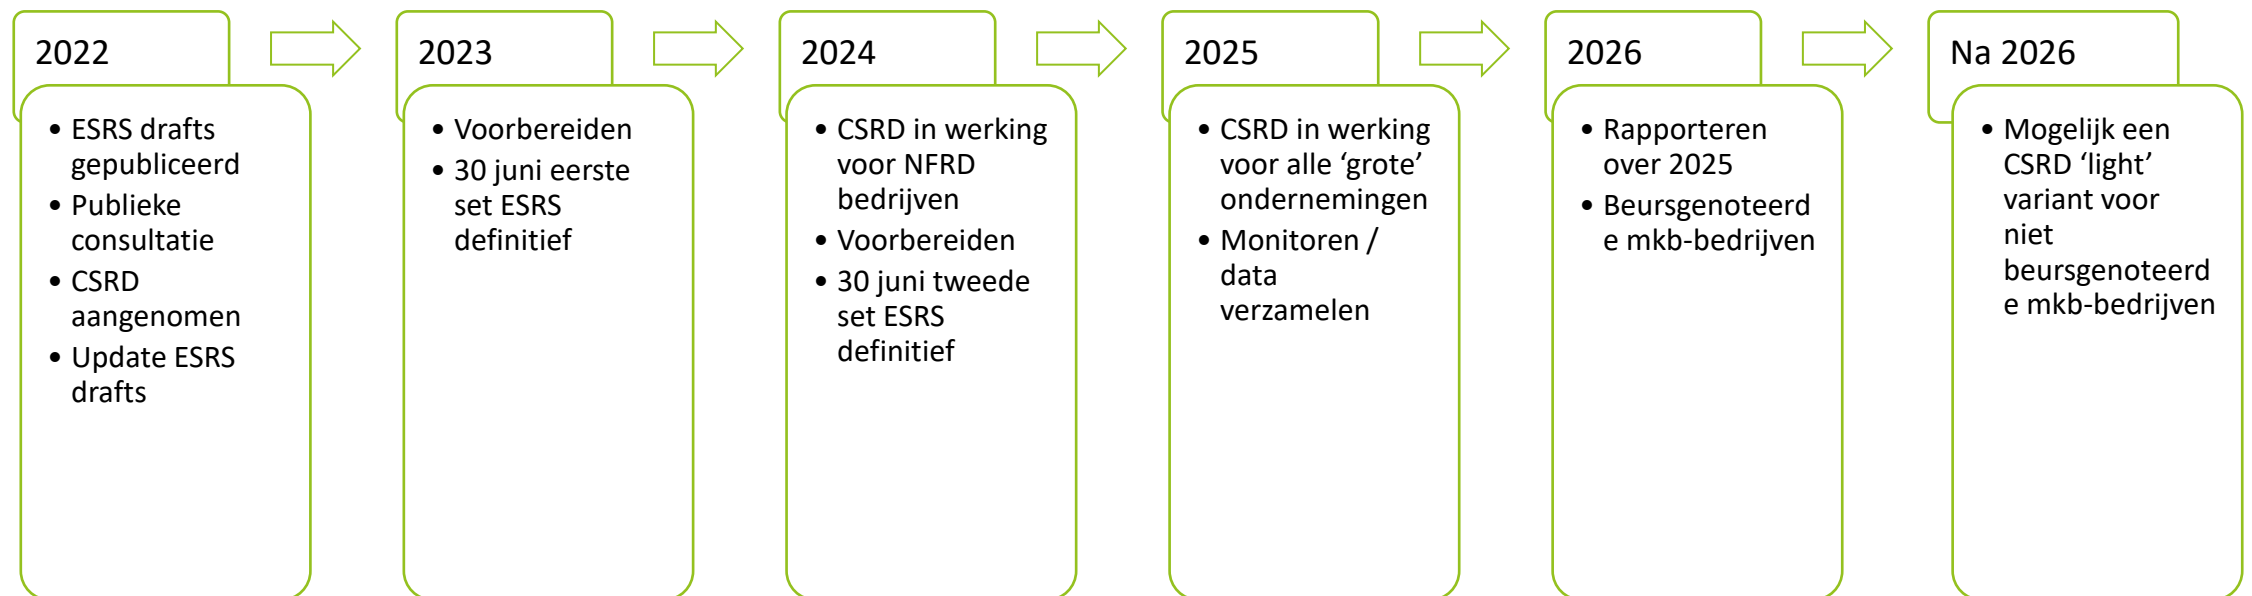 2022
• ESRS drafts
gepubliceerd
• Publieke
consultatie
• CSRD
aangenomen
• Update ESRS
drafts
2023
• Voorbereiden
• 30 juni eerste
set ESRS
definitief
2024
• CSRD in werking
voor NFRD
bedrijven
• Voorbereiden
• 30 juni tweede
set ESRS
definitief
2025
• CSRD in werking
voor alle ‘grote’
ondernemingen
• Monitoren /
data
verzamelen
2026
• Rapporteren
over 2025
• Beursgenoteerd
e mkb-bedrijven
Na 2026
• Mogelijk een
CSRD ‘light’
variant voor
niet
beursgenoteerd
e mkb-bedrijven